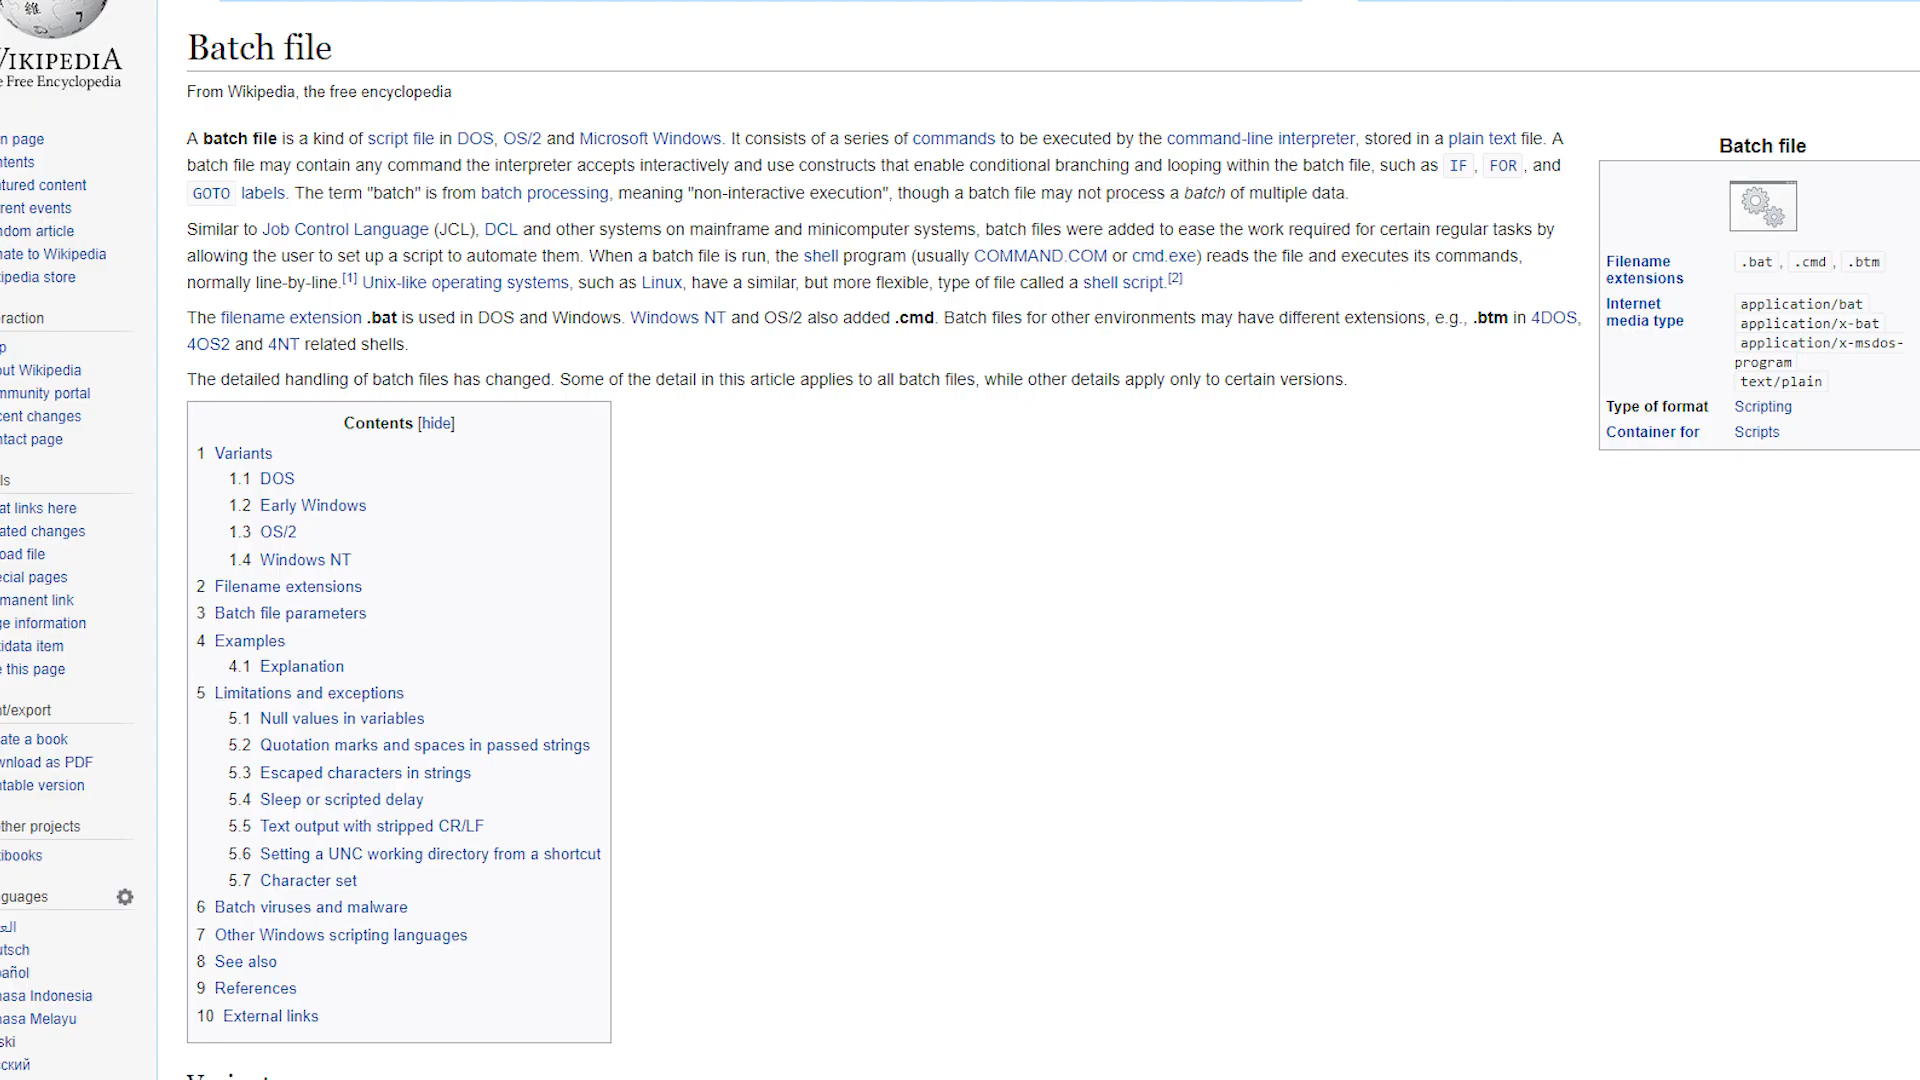 WIKIPEDIA
e Free Encyclopedia
n page
ntents
atured content
rrent events
ndom article
nate to Wikipedia
ipedia store
eraction
p
out Wikipedia
mmunity portal
cent changes
ntact page
ls
at links here
ated changes
oad file
ecial pages
manent link
ge information
idata item
e this page
nt/export
ate a book
wnload as PDF
ntable version
ther projects
ibooks
nguages
utsch
pañol
hasa Indonesia
hasa Melayu
ski
сский
Batch file
From Wikipedia, the free encyclopedia
A batch file is a kind of script file in DOS, OS/2 and Microsoft Windows. It consists of a series of commands to be executed by the command-line interpreter, stored in a plain text file. A
batch file may contain any command the interpreter accepts interactively and use constructs that enable conditional branching and looping within the batch file, such as IF, FOR, and
GOTO labels. The term "batch" is from batch processing, meaning "non-interactive execution", though a batch file may not process a batch of multiple data.
Similar to Job Control Language (JCL), DCL and other systems on mainframe and minicomputer systems, batch files were added to ease the work required for certain regular tasks by
allowing the user to set up a script to automate them. When a batch file is run, the shell program (usually COMMAND.COM or cmd.exe) reads the file and executes its commands,
normally line-by-line.[1] Unix-like operating systems, such as Linux, have a similar, but more flexible, type of file called a shell script.[2]
The filename extension .bat is used in DOS and Windows. Windows NT and OS/2 also added .cmd. Batch files for other environments may have different extensions, e.g., .btm in 4DOS,
4OS2 and 4NT related shells.
The detailed handling of batch files has changed. Some of the detail in this article applies to all batch files, while other details apply only to certain versions.
Contents [hide]
1 Variants
1.1 DOS
1.2 Early Windows
1.3 OS/2
1.4 Windows NT
2 Filename extensions
3 Batch file parameters
4 Examples
4.1 Explanation
5 Limitations and exceptions
5.1 Null values in variables
5.2 Quotation marks and spaces in passed strings
5.3 Escaped characters in strings
5.4 Sleep or scripted delay
5.5 Text output with stripped CR/LF
5.6 Setting a UNC working directory from a shortcut
5.7 Character set
6 Batch viruses and malware
7 Other Windows scripting languages
8 See also
9 References
10 External links
Batch file
Filename extensions .bat, .cmd, .btm
Internet media type application/bat
application/x-bat
application/x-msdos-
program
text/plain
Type of format Scripting
Container for Scripts